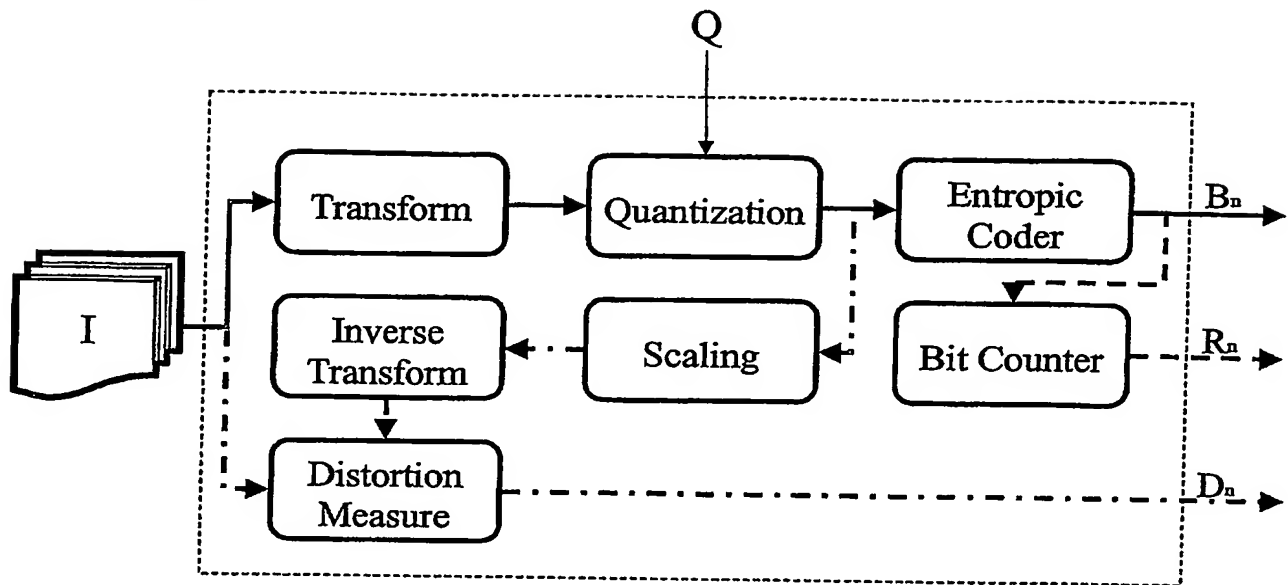 Q
Transform
Quantization
Entropic
Coder
Bn
I
Inverse
Transform
Scaling
Bit Counter
Rn
Distortion
Measure
Dn